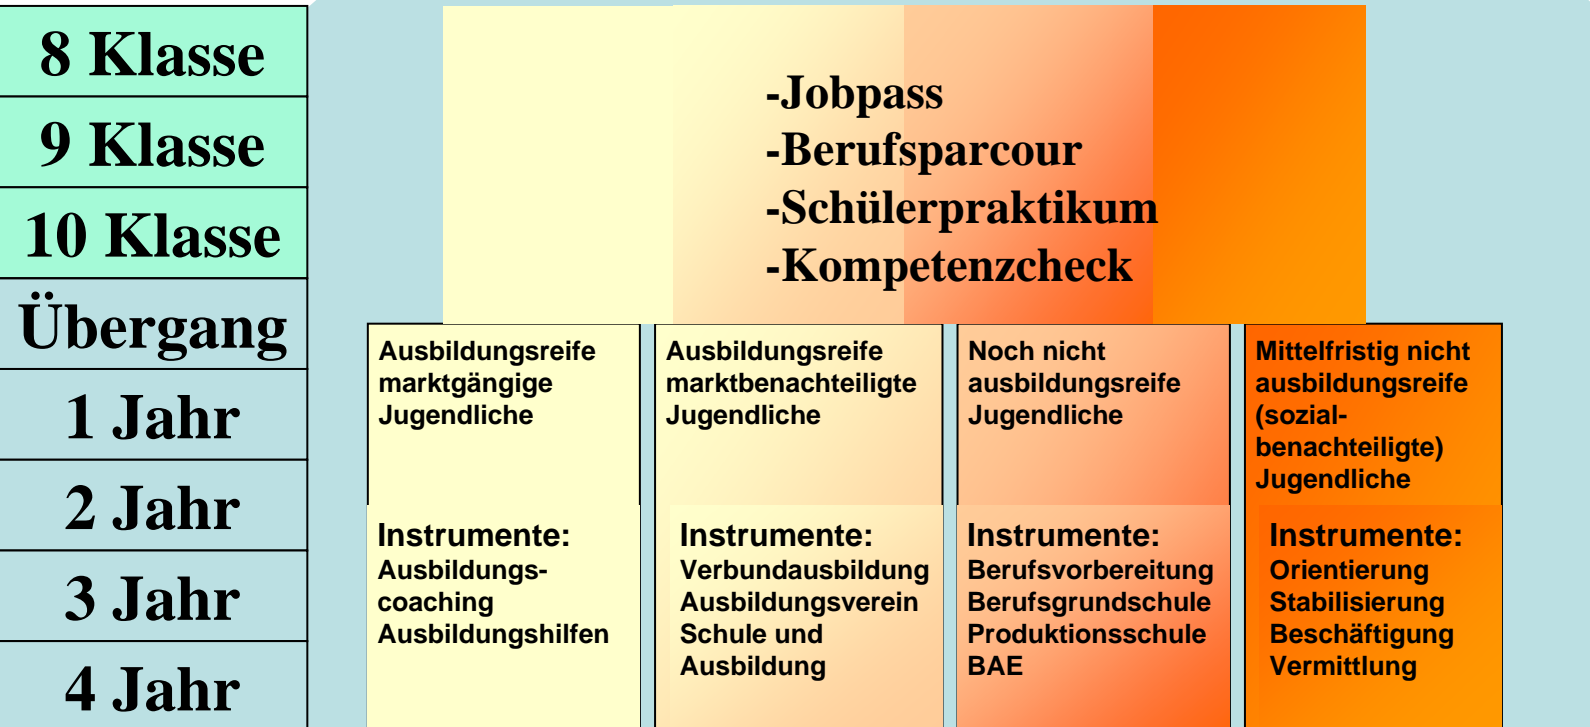 8 Klasse
9 Klasse
10 Klasse
Übergang
1 Jahr
2 Jahr
3 Jahr
4 Jahr
-Jobpass
-Berufsparcour
-Schülerpraktikum
-Kompetenzcheck
Ausbildungsreife
marktgängige
Jugendliche
Instrumente:
Ausbildungs-
coaching
Ausbildungshilfen
Ausbildungsreife
marktbenachteiligte
Jugendliche
Instrumente:
Verbundausbildung
Ausbildungsverein
Schule und
Ausbildung
Noch nicht
ausbildungsreife
Jugendliche
Instrumente:
Berufsvorbereitung
Berufsgrundschule
Produktionsschule
BAE
Mittelfristig nicht
ausbildungsreife
(sozial-
benachteiligte)
Jugendliche
Instrumente:
Orientierung
Stabilisierung
Beschäftigung
Vermittlung